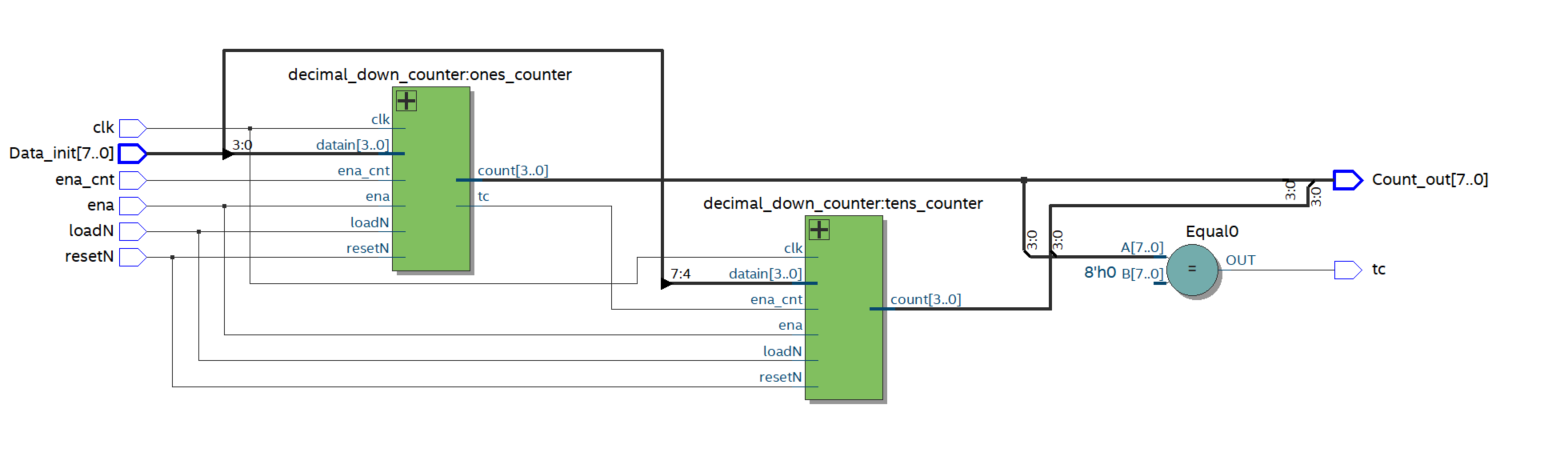 decimal_down_counter:ones_counter
clk
Data_init[7..0]
ena_cnt
ena
loadN
resetN
3:0
clk
datain[3..0]
ena_cnt
ena
loadN
resetN
count[3..0]
tc
decimal_down_counter:tens_counter
7:4
clk
datain[3..0]
ena_cnt
ena
loadN
resetN
count[3..0]
3:0
3:0
Equal0
A[7..0]
8'h0 B[7..0]
=
OUT
3:0
3:0
Count_out[7..0]
tc